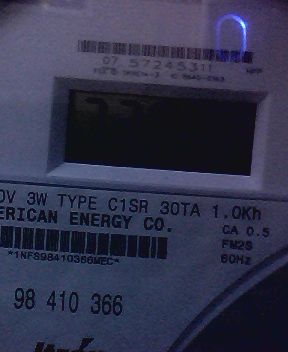 07 57245311
0V 3W TYPE C1SR 30TA 1.0Kh
ERICAN ENERGY CO.
CA 0.5
FM2S
*1NFS98410366MEC*
60Hz
98 410 366
Itrón